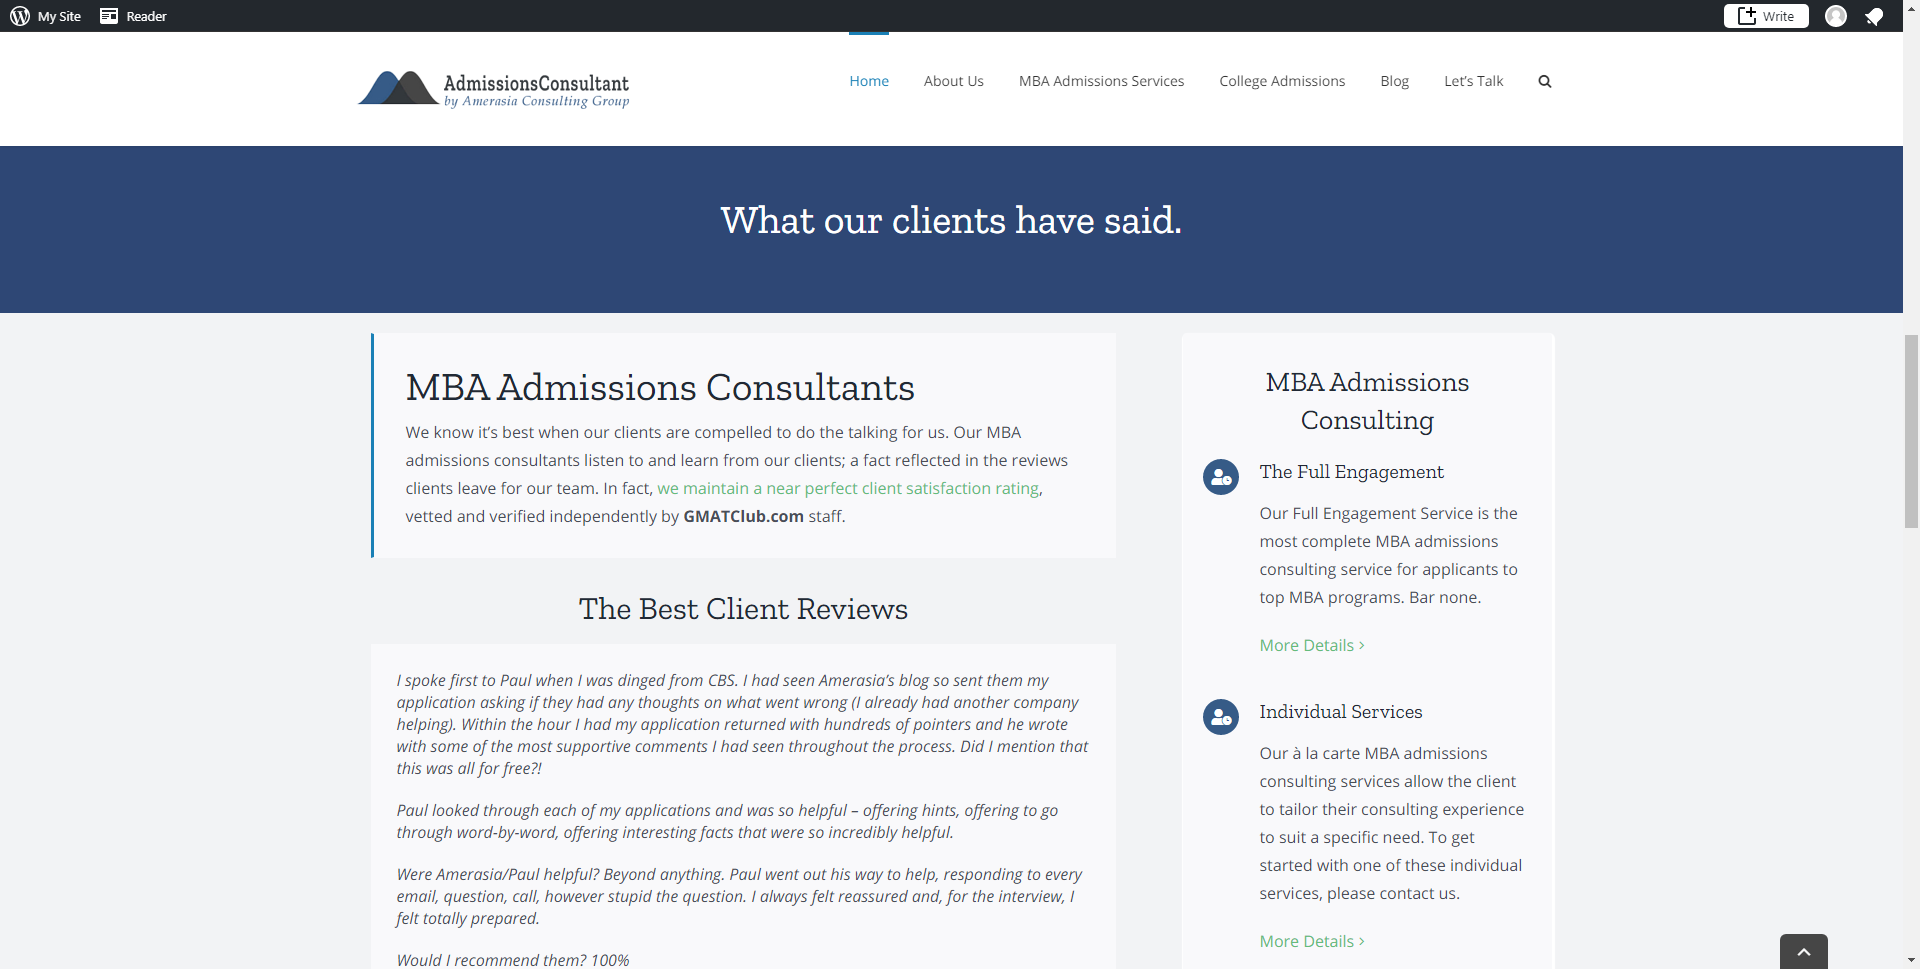 My Site
Reader
Write
AdmissionsConsultant
by Amerasia Consulting Group
Home
About Us
MBA Admissions Services
College Admissions
Blog
Let's Talk
What our clients have said.
MBA Admissions Consultants
We know it's best when our clients are compelled to do the talking for us. Our MBA
admissions consultants listen to and learn from our clients; a fact reflected in the reviews
clients leave for our team. In fact, we maintain a near perfect client satisfaction rating,
vetted and verified independently by GMATClub.com staff.
The Best Client Reviews
I spoke first to Paul when I was dinged from CBS. I had seen Amerasia's blog so sent them my
application asking if they had any thoughts on what went wrong (I already had another company
helping). Within the hour I had my application returned with hundreds of pointers and he wrote
with some of the most supportive comments I had seen throughout the process. Did I mention that
this was all for free?!
Paul looked through each of my applications and was so helpful – offering hints, offering to go
through word-by-word, offering interesting facts that were so incredibly helpful.
Were Amerasia/Paul helpful? Beyond anything. Paul went out his way to help, responding to every
email, question, call, however stupid the question. I always felt reassured and, for the interview, I
felt totally prepared.
Would I recommend them? 100%
MBA Admissions
Consulting
The Full Engagement
Our Full Engagement Service is the
most complete MBA admissions
consulting service for applicants to
top MBA programs. Bar none.
More Details ›
Individual Services
Our à la carte MBA admissions
consulting services allow the client
to tailor their consulting experience
to suit a specific need. To get
started with one of these individual
services, please contact us.
More Details ›